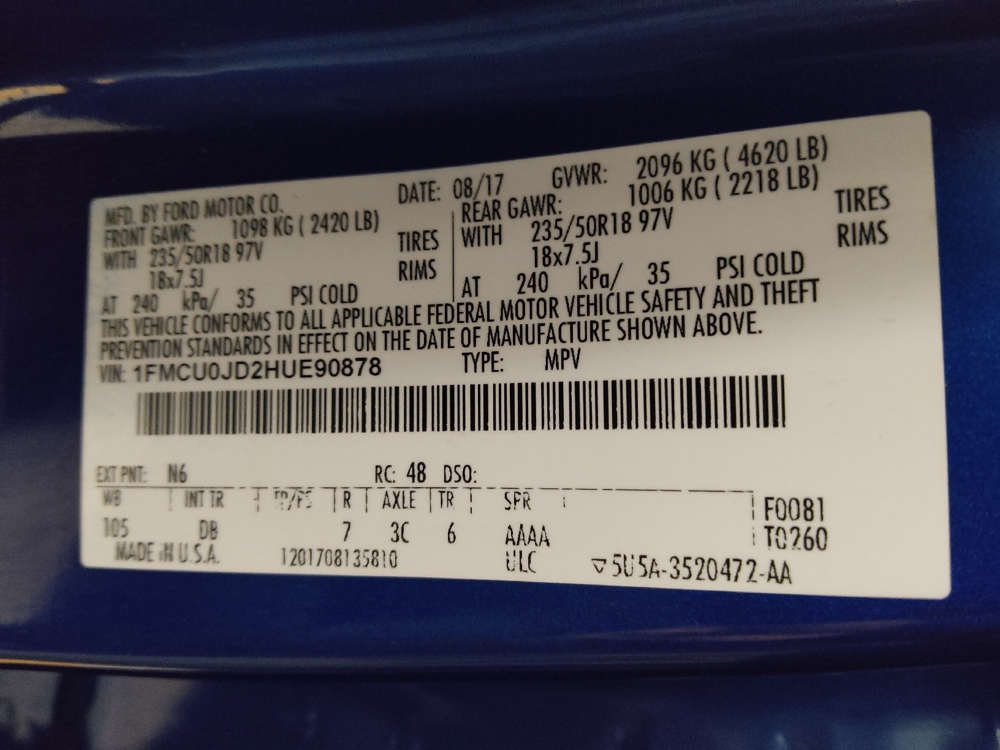 MFD. BY FORD MOTOR CO. DATE: 08/17 GVWR: 2096 KG ( 4620 LB)
FRONT GAWR: 1098 KG ( 2420 LB) REAR GAWR: 1006 KG ( 2218 LB)
WITH 235/50R18 97V TIRES WITH 235/50R18 97V TIRES
18x7.5J RIMS 18x7.5J RIMS
AT 240 kPa/ 35 PSI COLD AT 240 kPa/ 35 PSI COLD
THIS VEHICLE CONFORMS TO ALL APPLICABLE FEDERAL MOTOR VEHICLE SAFETY AND THEFT
PREVENTION STANDARDS IN EFFECT ON THE DATE OF MANUFACTURE SHOWN ABOVE.
VIN: 1FMCU0JD2HUE90878 TYPE: MPV
EXT PNT: N6 RC: 48 DSO:
WB INT TR TP/PS R AXLE TR SPR F0081
105 DB 7 3C 6 AAAA T0260
MADE IN U.S.A. 1201708135810 ULC 5U5A-3520472-AA